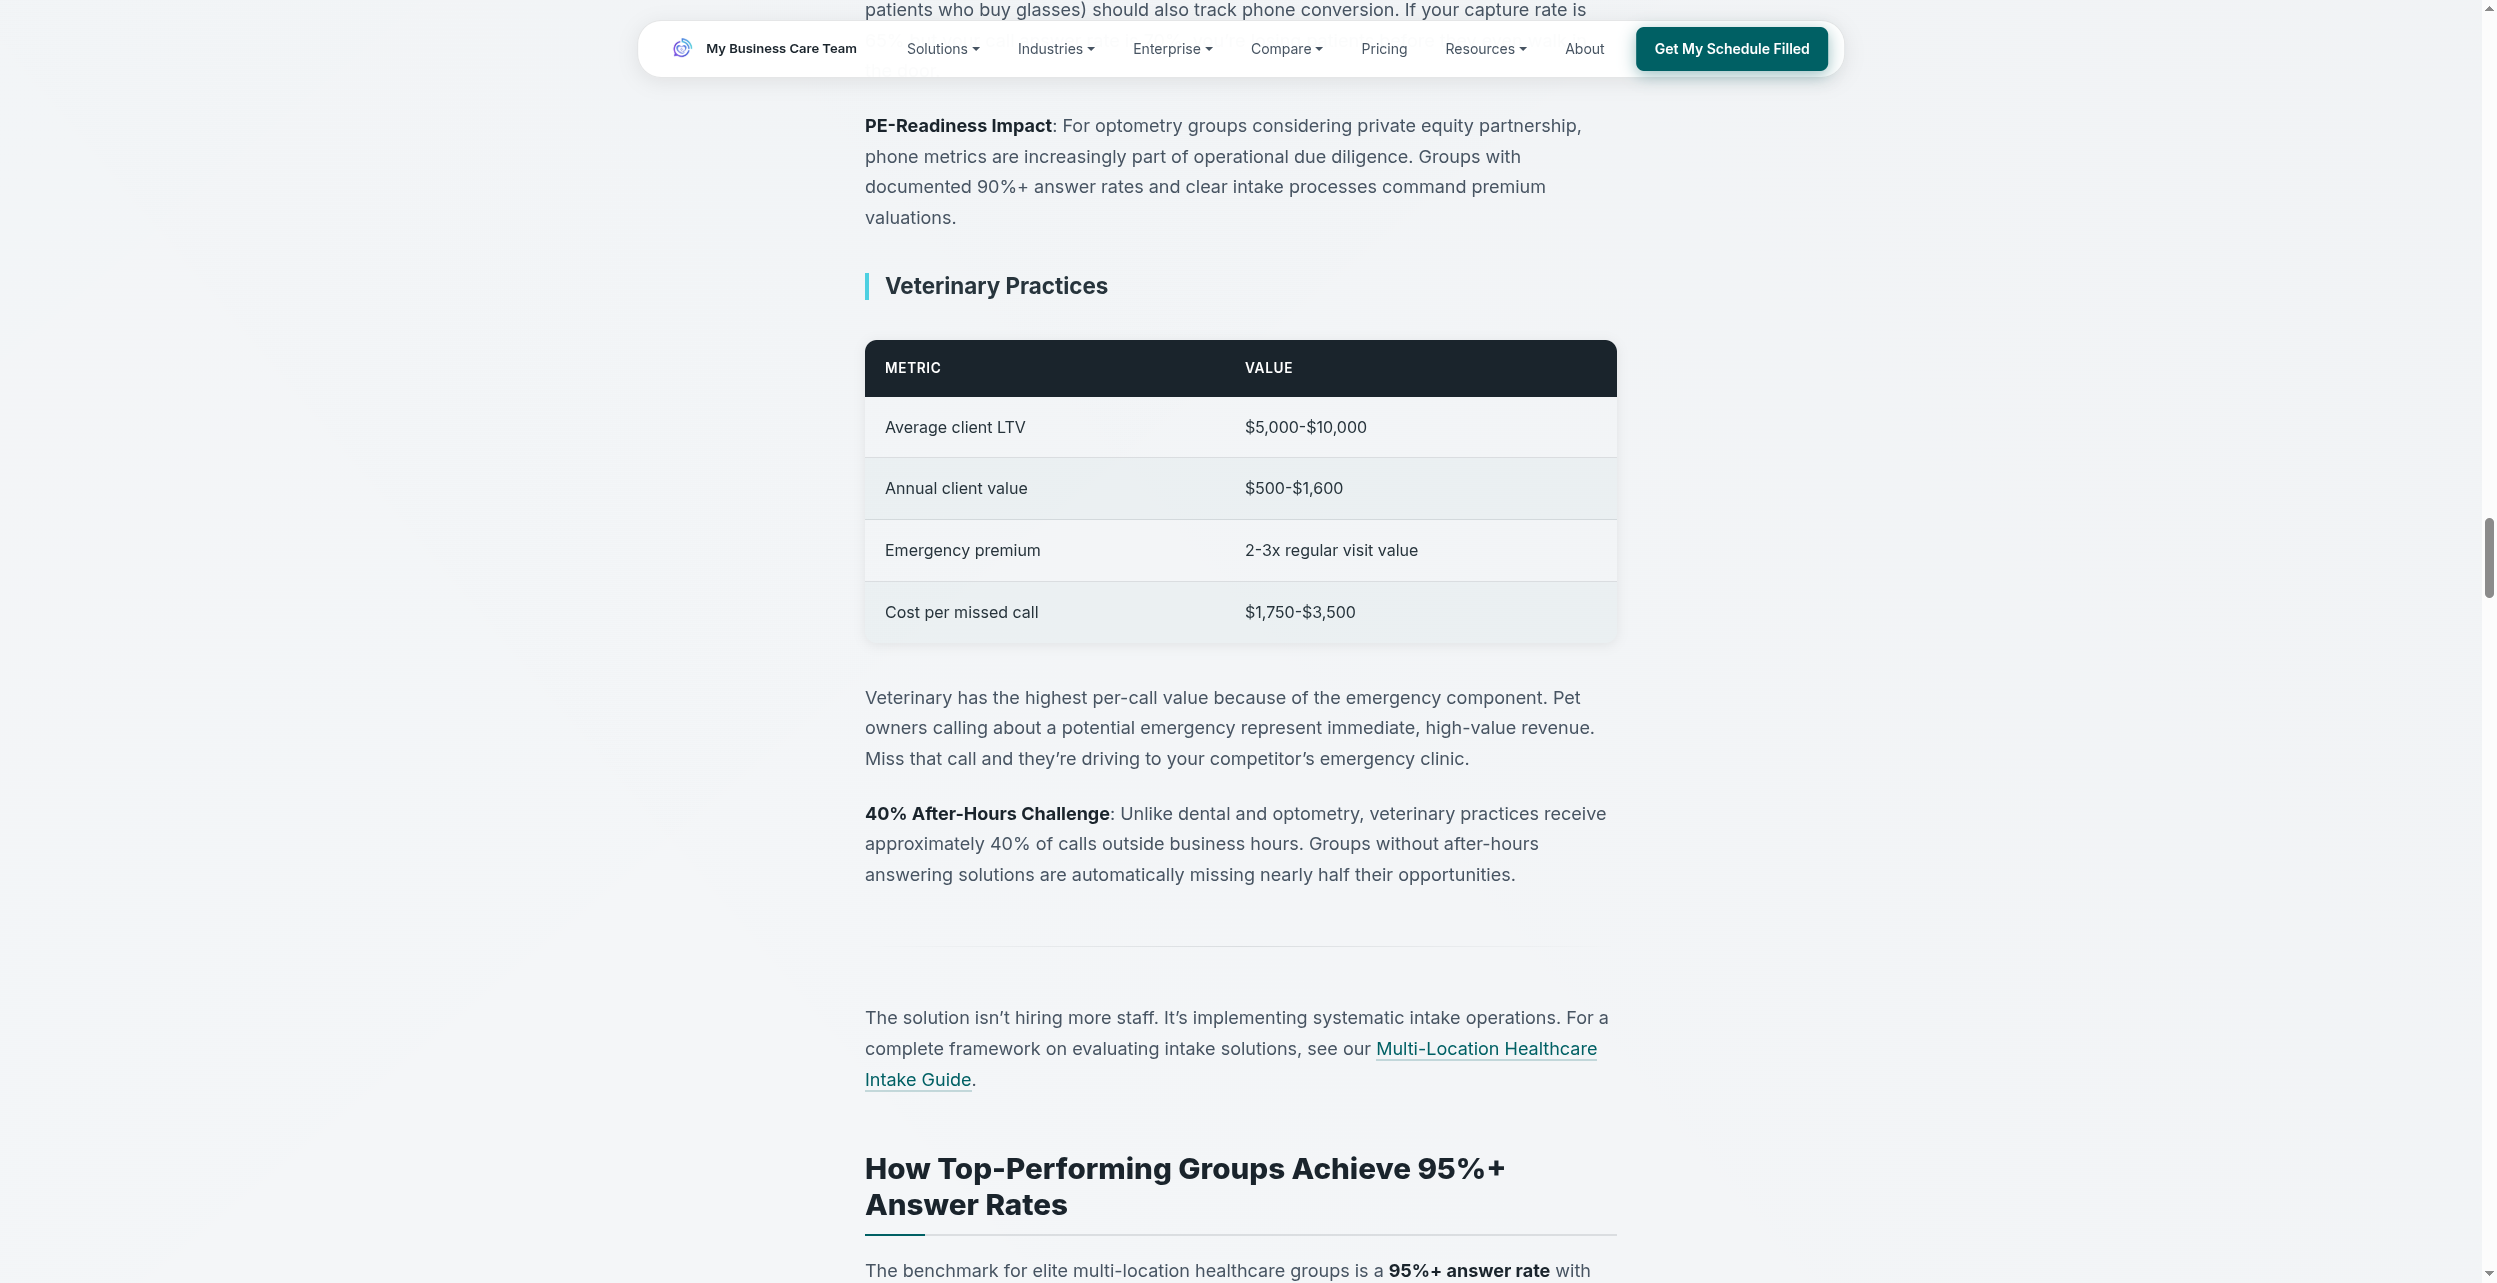 patients who buy glasses) should also track phone conversion. If your capture rate is
My Business Care Team
Solutions
Industries
Enterprise
Compare
Pricing
Resources
About
Get My Schedule Filled
PE-Readiness Impact: For optometry groups considering private equity partnership,
phone metrics are increasingly part of operational due diligence. Groups with
documented 90%+ answer rates and clear intake processes command premium
valuations.
Veterinary Practices
METRIC VALUE
Average client LTV $5,000-$10,000
Annual client value $500-$1,600
Emergency premium 2-3x regular visit value
Cost per missed call $1,750-$3,500
Veterinary has the highest per-call value because of the emergency component. Pet
owners calling about a potential emergency represent immediate, high-value revenue.
Miss that call and they’re driving to your competitor’s emergency clinic.
40% After-Hours Challenge: Unlike dental and optometry, veterinary practices receive
approximately 40% of calls outside business hours. Groups without after-hours
answering solutions are automatically missing nearly half their opportunities.
The solution isn’t hiring more staff. It’s implementing systematic intake operations. For a
complete framework on evaluating intake solutions, see our Multi-Location Healthcare
Intake Guide.
How Top-Performing Groups Achieve 95%+
Answer Rates
The benchmark for elite multi-location healthcare groups is a 95%+ answer rate with